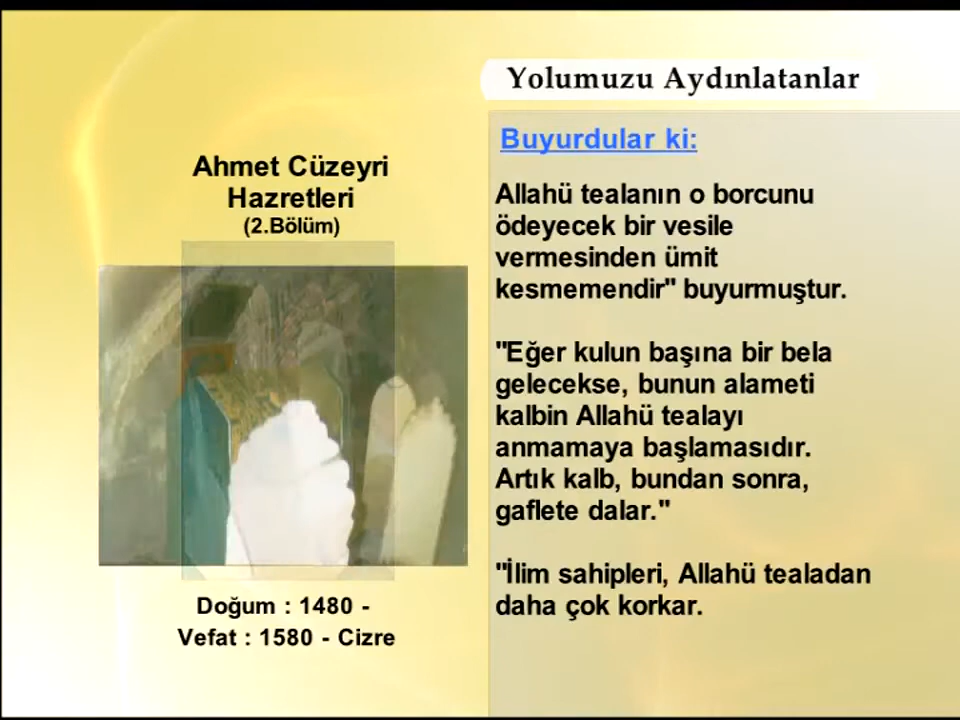 Yolumuzu Aydınlatanlar
Ahmet Cüzeyri
Hazretleri
(2.Bölüm)
Doğum : 1480 -
Vefat : 1580 - Cizre
Buyurdular ki:
Allahü tealanın o borcunu
ödeyecek bir vesile
vermesinden ümit
kesmemendir" buyurmuştur.
"Eğer kulun başına bir bela
gelecekse, bunun alameti
kalbin Allahü tealayı
anmamaya başlamasıdır.
Artık kalb, bundan sonra,
gaflete dalar."
"İlim sahipleri, Allahü tealadan
daha çok korkar.